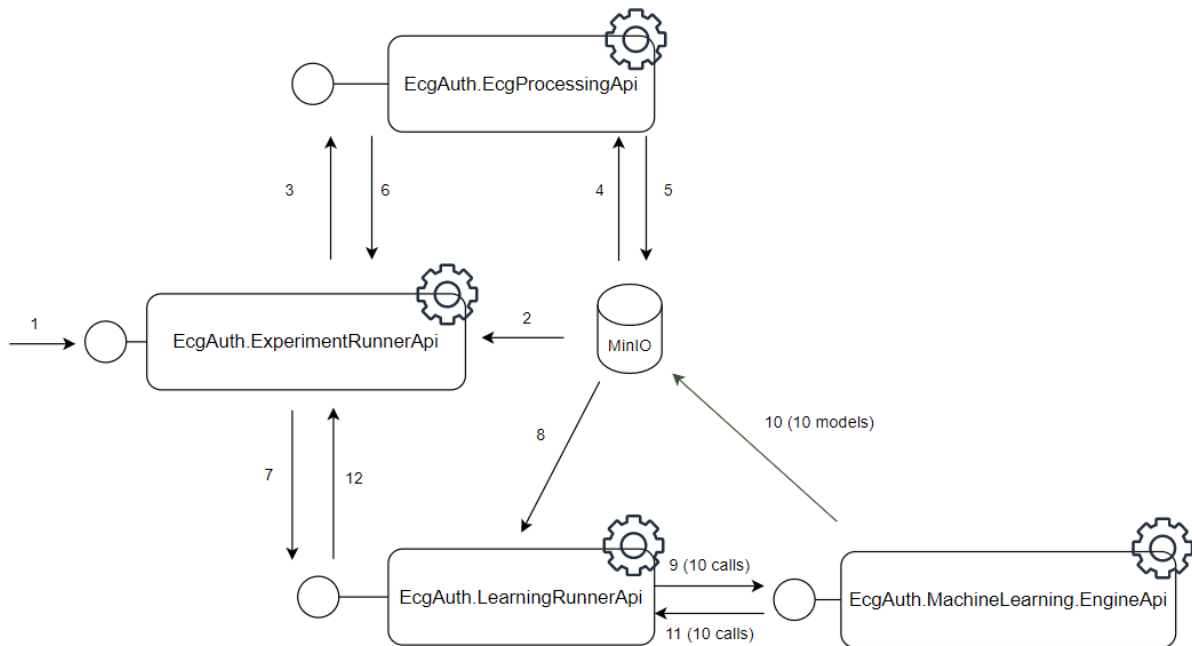 EcgAuth.EcgProcessingApi
3
6
4
5
1
EcgAuth.ExperimentRunnerApi
2
MinIO
8
10 (10 models)
7
12
EcgAuth.LearningRunnerApi
9 (10 calls)
11 (10 calls)
EcgAuth.MachineLearning.EngineApi